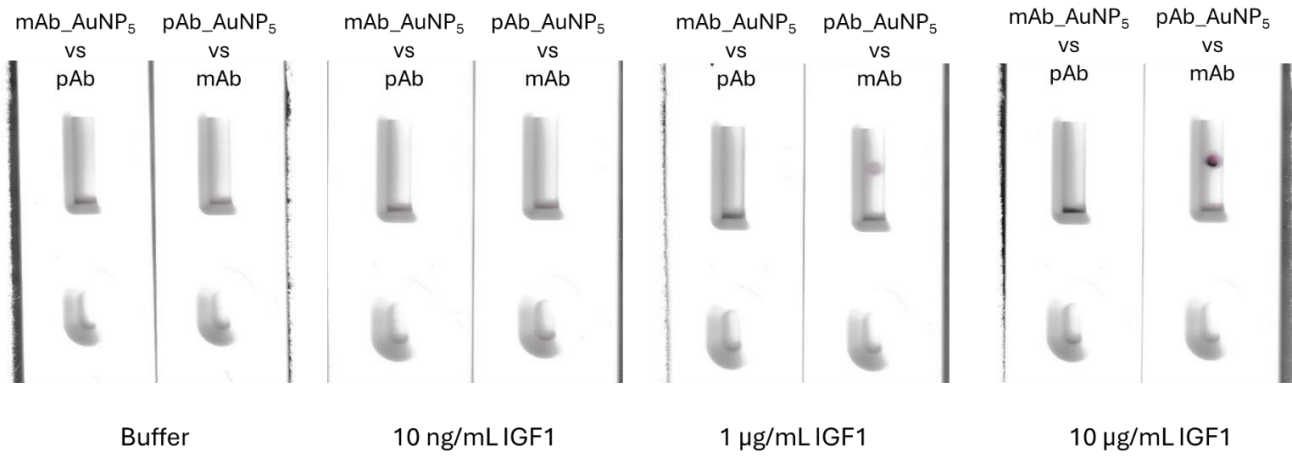 mAb_AuNP₅
vs
pAb
pAb_AuNP₅
vs
mAb
mAb_AuNP₅
vs
pAb
pAb_AuNP₅
vs
mAb
mAb_AuNP₅
vs
pAb
pAb_AuNP₅
vs
mAb
mAb_AuNP₅
vs
pAb
pAb_AuNP₅
vs
mAb
Buffer
10 ng/mL IGF1
1 µg/mL IGF1
10 µg/mL IGF1